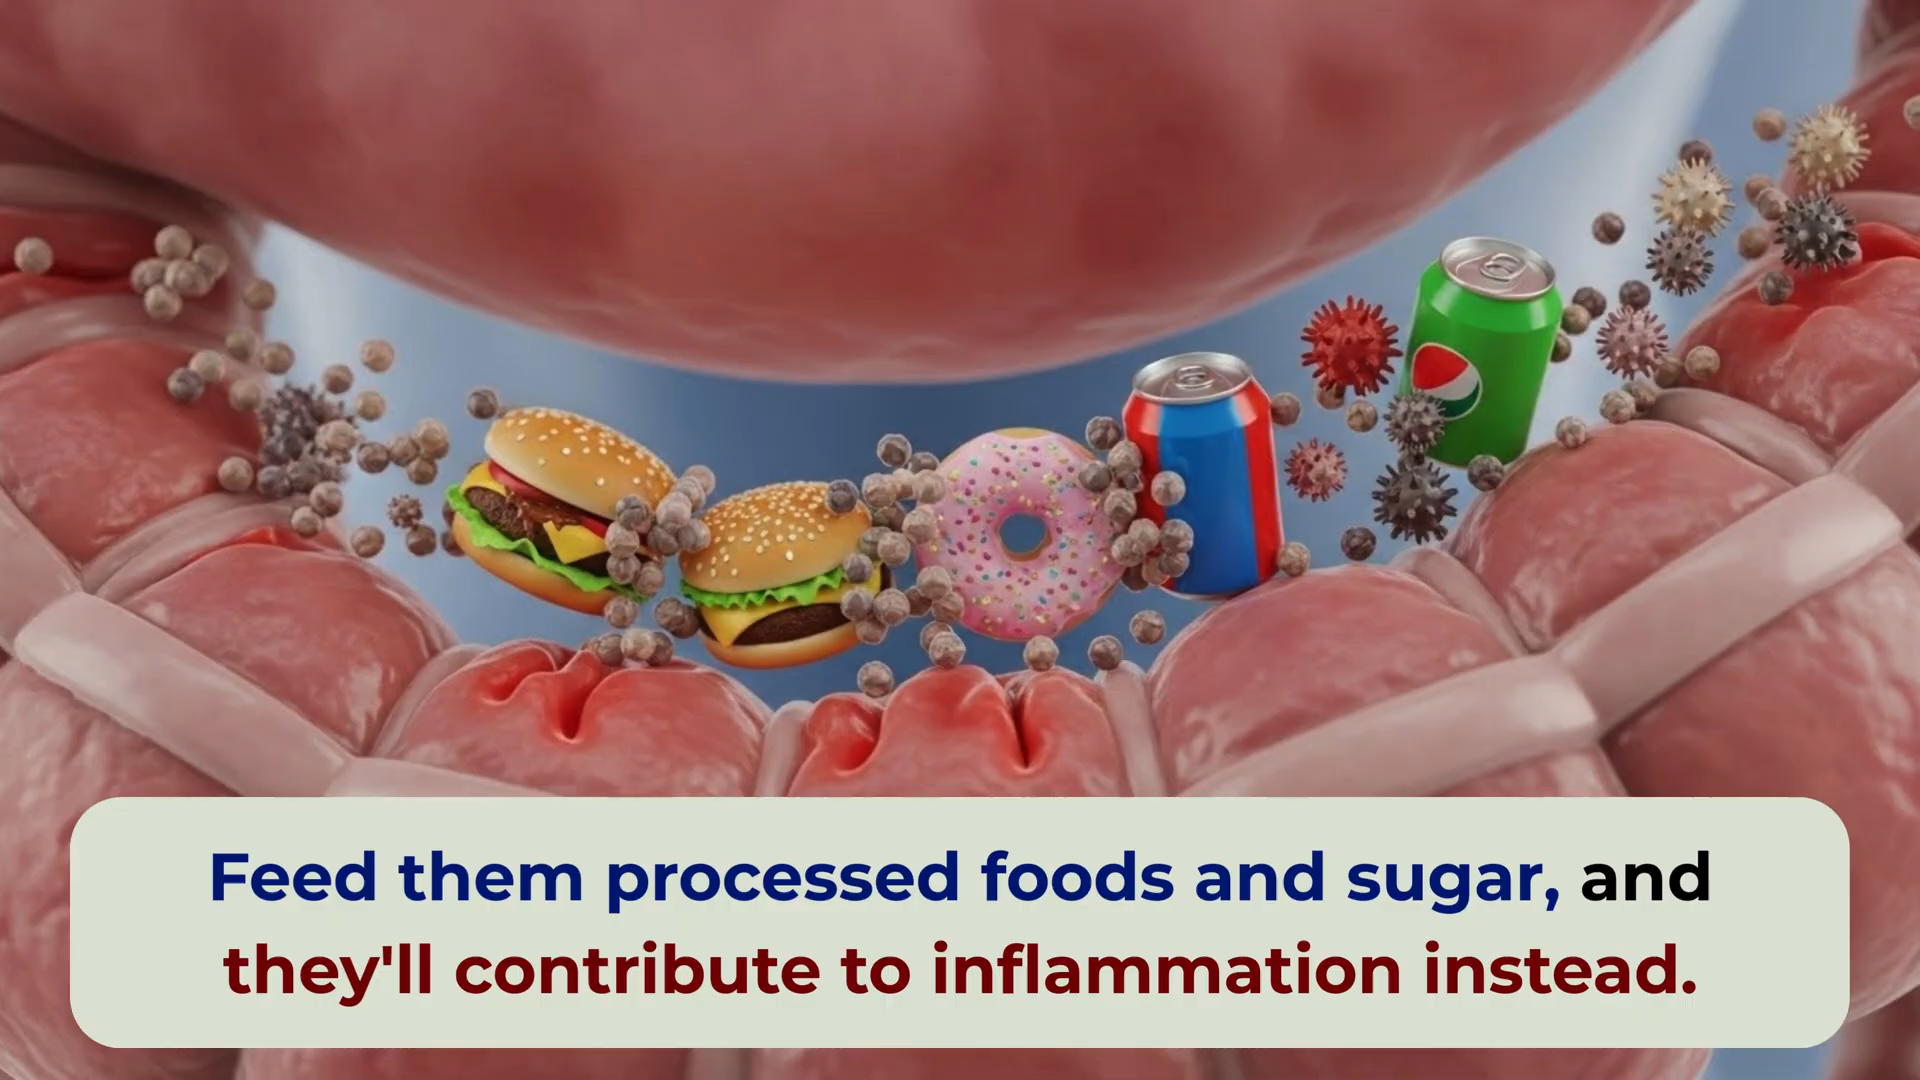 Feed them processed foods and sugar, and
they'll contribute to inflammation instead.